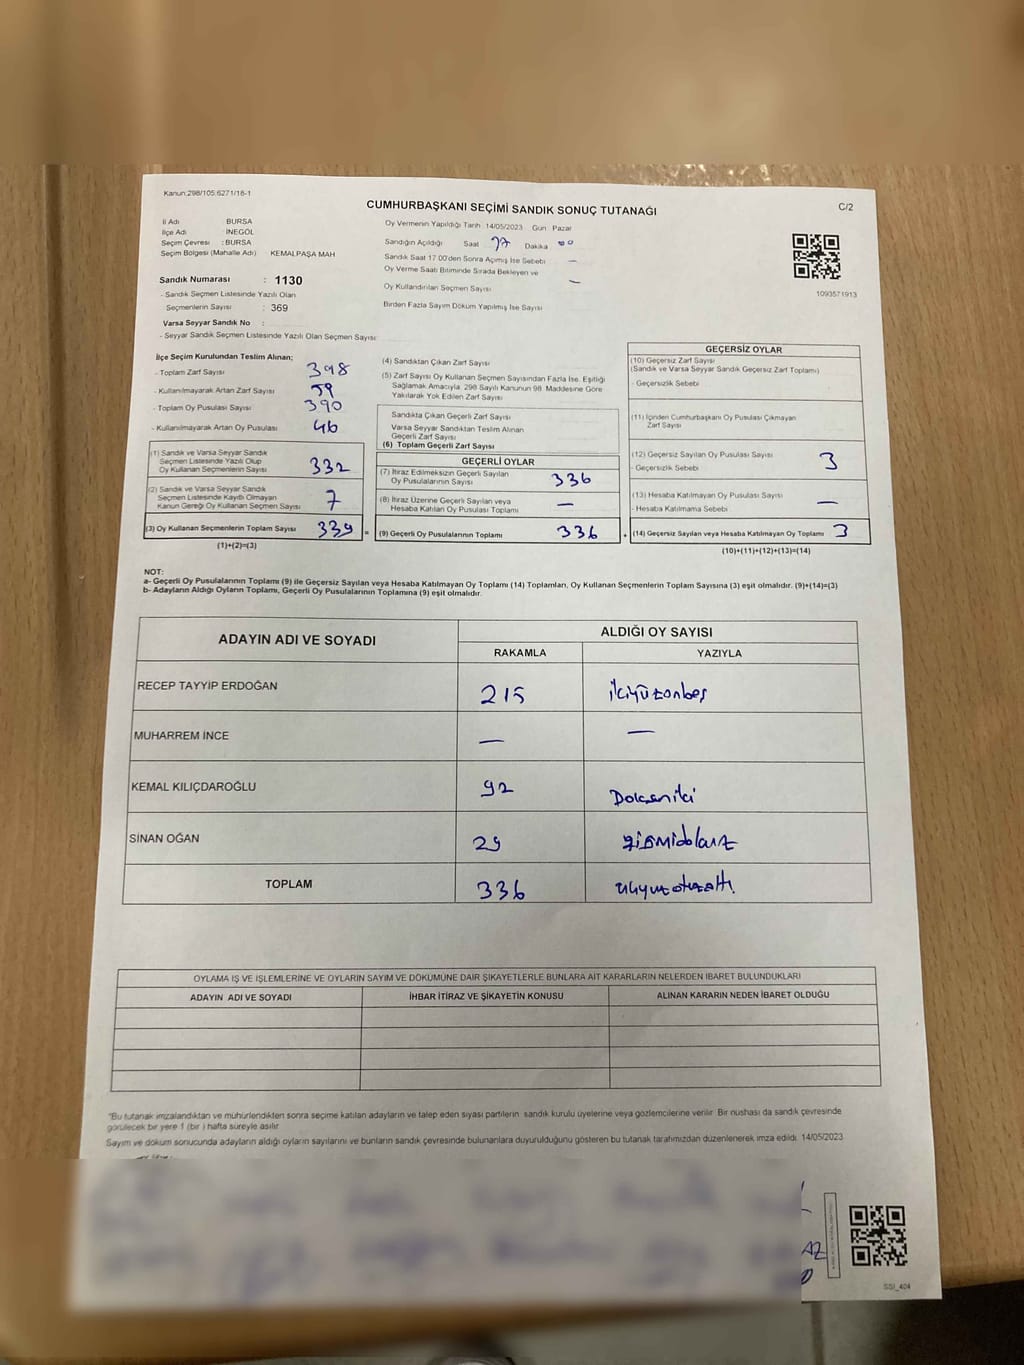 Kanun:298/105;6271/18-1
CUMHURBAŞKANI SEÇİMİ SANDIK SONUÇ TUTANAĞI
C/2
İl Adı BURSA
İlçe Adı : İNEGÖL
Seçim Çevresi : BURSA
Seçim Bölgesi (Mahalle Adı) KEMALPAŞA MAH
Sandık Numarası : 1130
- Sandık Seçmen Listesinde Yazılı Olan
Seçmenlerin Sayısı : 369
Varsa Seyyar Sandık No :
- Seyyar Sandık Seçmen Listesinde Yazılı Olan Seçmen Sayısı
Oy Vermenin Yapıldığı Tarih 14/05/2023 Gün Pazar
Sandığın Açıldığı Saat 17 Dakika 00
Sandık Saat 17.00'den Sonra Açımış İse Sebebi —
Oy Verme Saati Bitiminde Sırada Bekleyen ve
Oy Kullandırılan Seçmen Sayısı —
Birden Fazla Sayım Döküm Yapılmış İse Sayısı
1093571913
İlçe Seçim Kurulundan Teslim Alınan;
- Toplam Zarf Sayısı 398
- Kullanılmayarak Artan Zarf Sayısı 59
- Toplam Oy Pusulası Sayısı 390
- Kullanılmayarak Artan Oy Pusulası 46
(1) Sandık ve Varsa Seyyar Sandık
Seçmen Listesinde Yazılı Olup
Oy Kullanan Seçmenlerin Sayısı 332
(2) Sandık ve Varsa Seyyar Sandık
Seçmen Listesinde Kaydı Olmayan
Kanun Gereği Oy Kullanan Seçmen Sayısı 7
(3) Oy Kullanan Seçmenlerin Toplam Sayısı 339 =
(1)+(2)=(3)
(4) Sandıktan Çıkan Zarf Sayısı
(5) Zarf Sayısı Oy Kullanan Seçmen Sayısından Fazla İse, Eşitliği
Sağlamak Amacıyla 298 Sayılı Kanunun 98. Maddesine Göre
Yakılarak Yok Edilen Zarf Sayısı
Sandıkta Çıkan Geçerli Zarf Sayısı
Varsa Seyyar Sandıktan Teslim Alınan
Geçerli Zarf Sayısı
(6) Toplam Geçerli Zarf Sayısı
GEÇERLİ OYLAR
(7) İtiraz Edilmeksizin Geçerli Sayılan
Oy Pusulalarının Sayısı 336
(8) İtiraz Üzerine Geçerli Sayılan veya
Hesaba Katılan Oy Pusulası Toplamı —
(9) Geçerli Oy Pusulalarının Toplamı 336 +
GEÇERSİZ OYLAR
(10) Geçersiz Zarf Sayısı
(Sandık ve Varsa Seyyar Sandık Geçersiz Zarf Toplamı)
- Geçersizlik Sebebi
(11) İçinden Cumhurbaşkanı Oy Pusulası Çıkmayan
Zarf Sayısı
(12) Geçersiz Sayılan Oy Pusulası Sayısı 3
- Geçersizlik Sebebi
(13) Hesaba Katılmayan Oy Pusulası Sayısı —
- Hesaba Katılmama Sebebi
(14) Geçersiz Sayılan veya Hesaba Katılmayan Oy Toplamı 3
(10)+(11)+(12)+(13)=(14)
NOT:
a- Geçerli Oy Pusulalarının Toplamı (9) ile Geçersiz Sayılan veya Hesaba Katılmayan Oy Toplamı (14) Toplamları, Oy Kullanan Seçmenlerin Toplam Sayısına (3) eşit olmalıdır. (9)+(14)=(3)
b- Adayların Aldığı Oyların Toplamı, Geçerli Oy Pusulalarının Toplamına (9) eşit olmalıdır.
ADAYIN ADI VE SOYADI ALDIĞI OY SAYISI
RAKAMLA YAZIYLA
RECEP TAYYİP ERDOĞAN 215 ikiyüzonbeş
MUHARREM İNCE — —
KEMAL KILIÇDAROĞLU 92 Doksaniki
SİNAN OĞAN 29 yirmidokuz
TOPLAM 336 üçyuzotuzaltı
OYLAMA İŞ VE İŞLEMLERİNE VE OYLARIN SAYIM VE DÖKÜMÜNE DAİR ŞİKAYETLERLE BUNLARA AİT KARARLARIN NELERDEN İBARET BULUNDUKLARI
ADAYIN ADI VE SOYADI İHBAR İTİRAZ VE ŞİKAYETİN KONUSU ALINAN KARARIN NEDEN İBARET OLDUĞU
"Bu tutanak imzalandıktan ve mühürlendikten sonra seçime katılan adayların ve talep eden siyasi partilerin sandık kurulu üyelerine veya gözlemcilerine verilir. Bir nushası da sandık çevresinde
görülecek bir yere 1 (bir) hafta süreyle asılır.
Sayım ve döküm sonucunda adayların aldığı oyların sayılarını ve bunların sandık çevresinde bulunanlara duyurulduğunu gösteren bu tutanak tarafımızdan düzenlenerek imza edildi. 14/05/2023
AZ
SSI_404